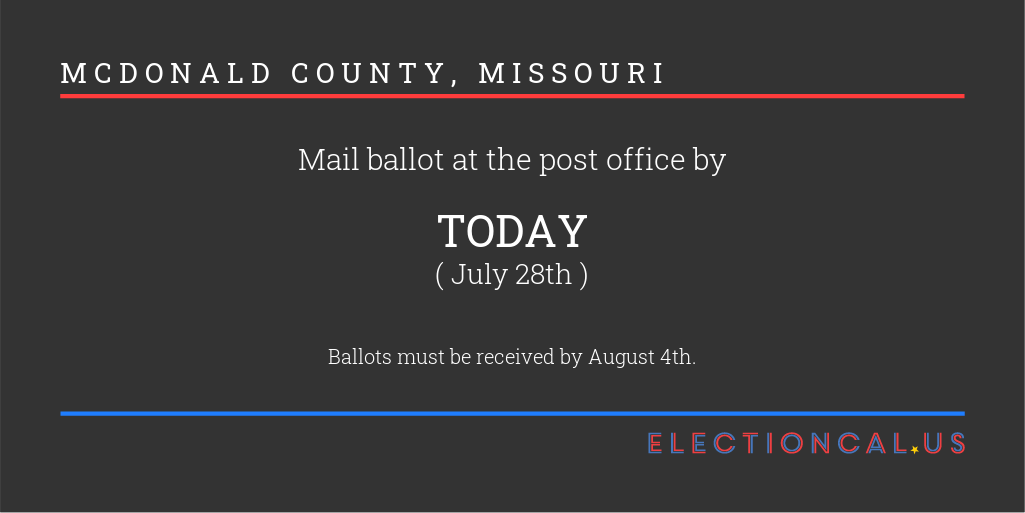 MCDONALD COUNTY, MISSOURI
Mail ballot at the post office by
TODAY
( July 28th )
Ballots must be received by August 4th.
ELECTIONCAL.US